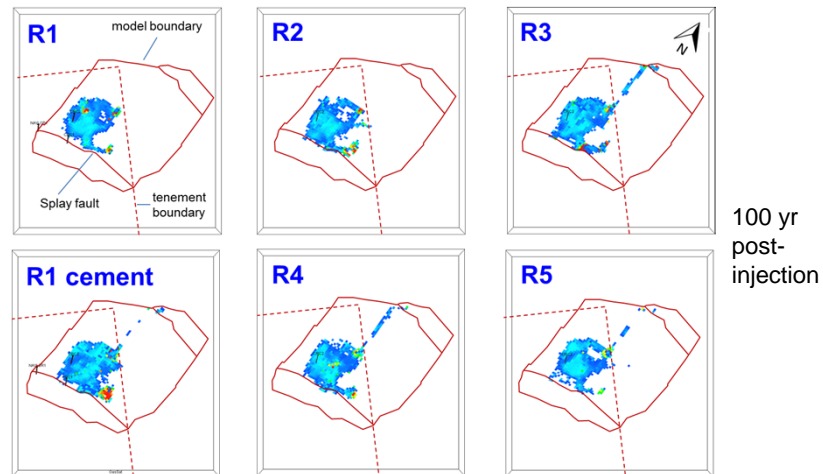 R1
model boundary
R2
R3
N
Splay fault
tenement
boundary
100 yr
post-
injection
R1 cement
R4
R5